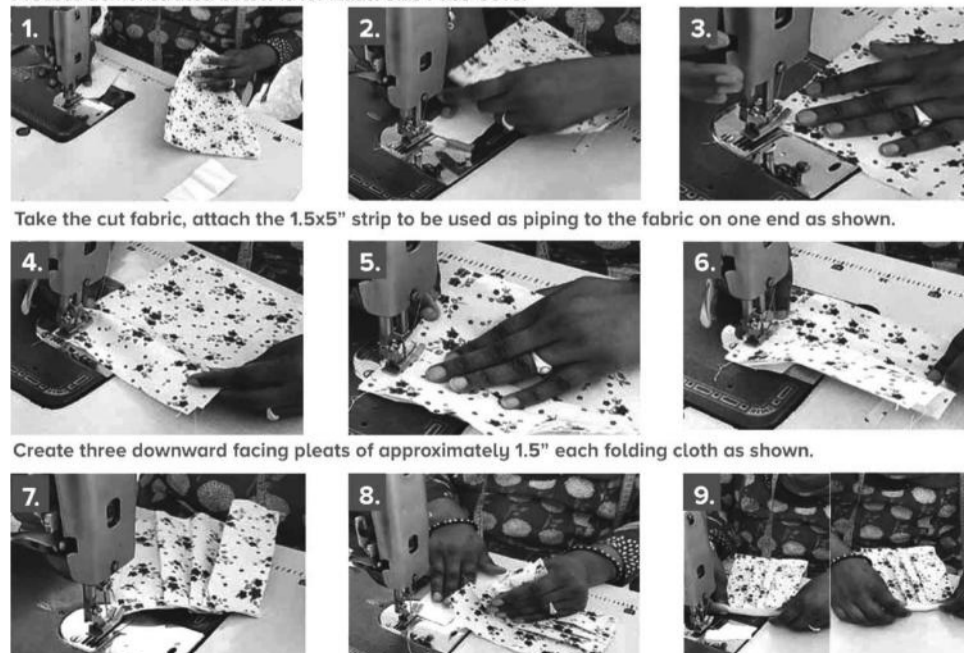 1. 2. 3.
Take the cut fabric, attach the 1.5x5” strip to be used as piping to the fabric on one end as shown.
4. 5. 6.
Create three downward facing pleats of approximately 1.5” each folding cloth as shown.
7. 8. 9.